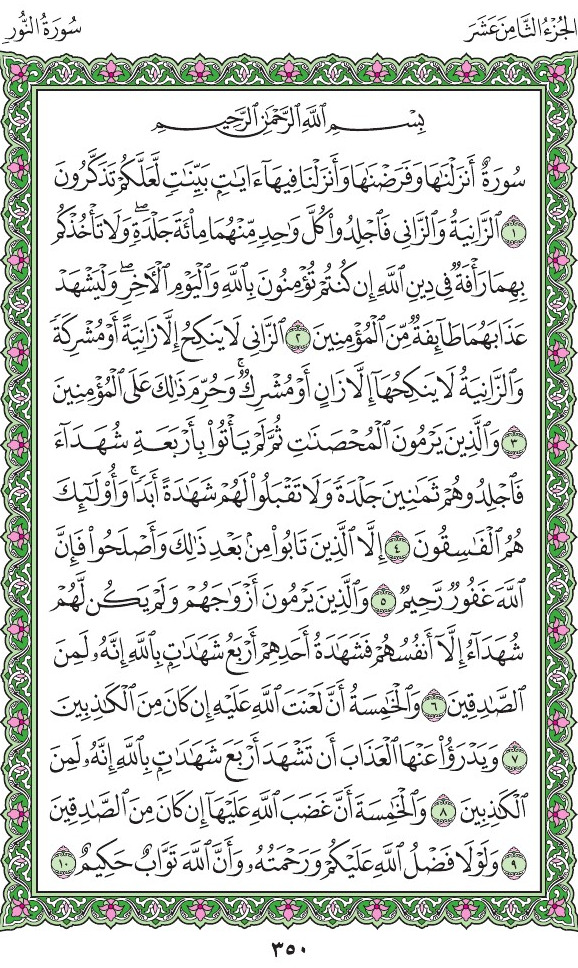 الجزء الثامن عشر
سورة النور
بِسْمِ ٱللَّهِ ٱلرَّحْمَٰنِ ٱلرَّحِيمِ
سُورَةٌ أَنزَلْنَٰهَا وَفَرَضْنَٰهَا وَأَنزَلْنَا فِيهَآ ءَايَٰتٍۭ بَيِّنَٰتٍ لَّعَلَّكُمْ تَذَكَّرُونَ
١ ٱلزَّانِيَةُ وَٱلزَّانِى فَٱجْلِدُوا۟ كُلَّ وَٰحِدٍ مِّنْهُمَا مِا۟ئَةَ جَلْدَةٍ ۖ وَلَا تَأْخُذْكُم
بِهِمَا رَأْفَةٌ فِى دِينِ ٱللَّهِ إِن كُنتُمْ تُؤْمِنُونَ بِٱللَّهِ وَٱلْيَوْمِ ٱلْءَاخِرِ ۖ وَلْيَشْهَدْ
عَذَابَهُمَا طَآئِفَةٌ مِّنَ ٱلْمُؤْمِنِينَ ٢ ٱلزَّانِى لَا يَنكِحُ إِلَّا زَانِيَةً أَوْ مُشْرِكَةً
وَٱلزَّانِيَةُ لَا يَنكِحُهَآ إِلَّا زَانٍ أَوْ مُشْرِكٌ ۚ وَحُرِّمَ ذَٰلِكَ عَلَى ٱلْمُؤْمِنِينَ
٣ وَٱلَّذِينَ يَرْمُونَ ٱلْمُحْصَنَٰتِ ثُمَّ لَمْ يَأْتُوا۟ بِأَرْبَعَةِ شُهَدَآءَ
فَٱجْلِدُوهُمْ ثَمَٰنِينَ جَلْدَةً وَلَا تَقْبَلُوا۟ لَهُمْ شَهَٰدَةً أَبَدًا ۚ وَأُو۟لَٰٓئِكَ
هُمُ ٱلْفَٰسِقُونَ ٤ إِلَّا ٱلَّذِينَ تَابُوا۟ مِنۢ بَعْدِ ذَٰلِكَ وَأَصْلَحُوا۟ فَإِنَّ
ٱللَّهَ غَفُورٌ رَّحِيمٌ ٥ وَٱلَّذِينَ يَرْمُونَ أَزْوَٰجَهُمْ وَلَمْ يَكُن لَّهُمْ
شُهَدَآءُ إِلَّآ أَنفُسُهُمْ فَشَهَٰدَةُ أَحَدِهِمْ أَرْبَعُ شَهَٰدَٰتٍۭ بِٱللَّهِ إِنَّهُۥ لَمِنَ
ٱلصَّٰدِقِينَ ٦ وَٱلْخَٰمِسَةُ أَنَّ لَعْنَتَ ٱللَّهِ عَلَيْهِ إِن كَانَ مِنَ ٱلْكَٰذِبِينَ
٧ وَيَدْرَؤُا۟ عَنْهَا ٱلْعَذَابَ أَن تَشْهَدَ أَرْبَعَ شَهَٰدَٰتٍۭ بِٱللَّهِ إِنَّهُۥ لَمِنَ
ٱلْكَٰذِبِينَ ٨ وَٱلْخَٰمِسَةَ أَنَّ غَضَبَ ٱللَّهِ عَلَيْهَآ إِن كَانَ مِنَ ٱلصَّٰدِقِينَ
٩ وَلَوْلَا فَضْلُ ٱللَّهِ عَلَيْكُمْ وَرَحْمَتُهُۥ وَأَنَّ ٱللَّهَ تَوَّابٌ حَكِيمٌ ١٠
٣٥٠